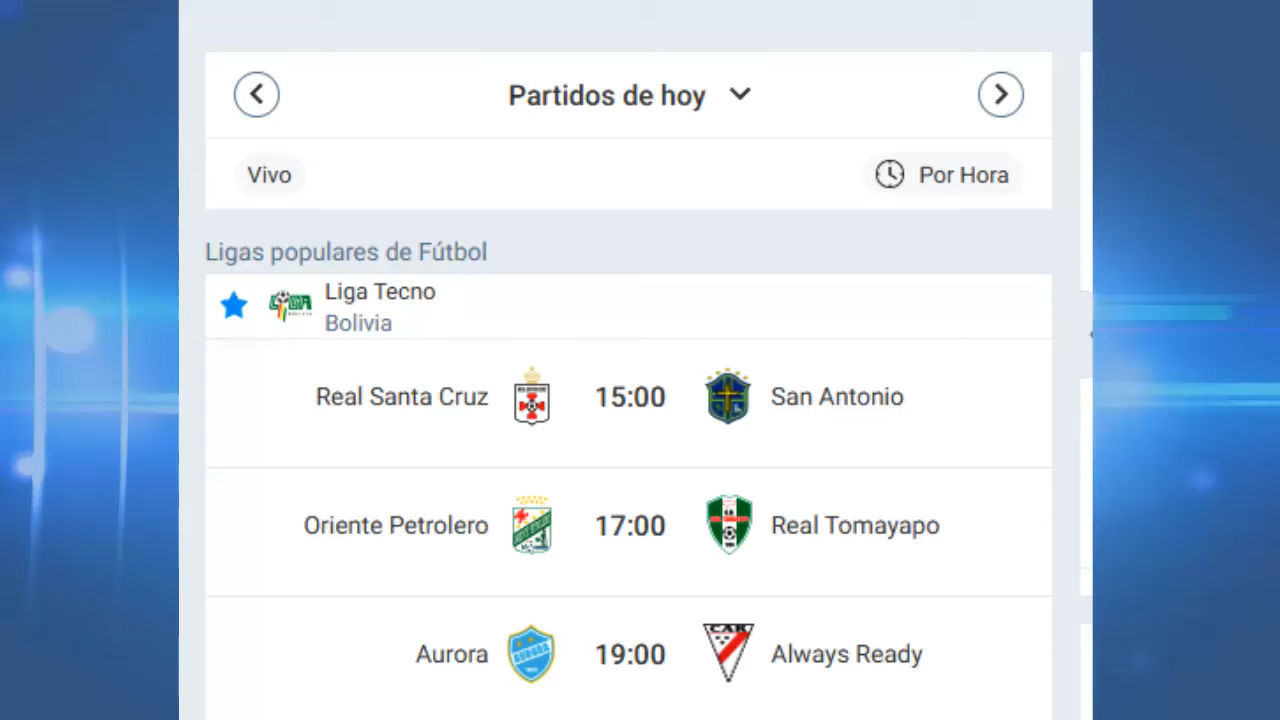 Partidos de hoy
Vivo
Por Hora
Ligas populares de Fútbol
Liga Tecno
Bolivia
Real Santa Cruz 15:00 San Antonio
Oriente Petrolero 17:00 Real Tomayapo
Aurora 19:00 CAR Always Ready